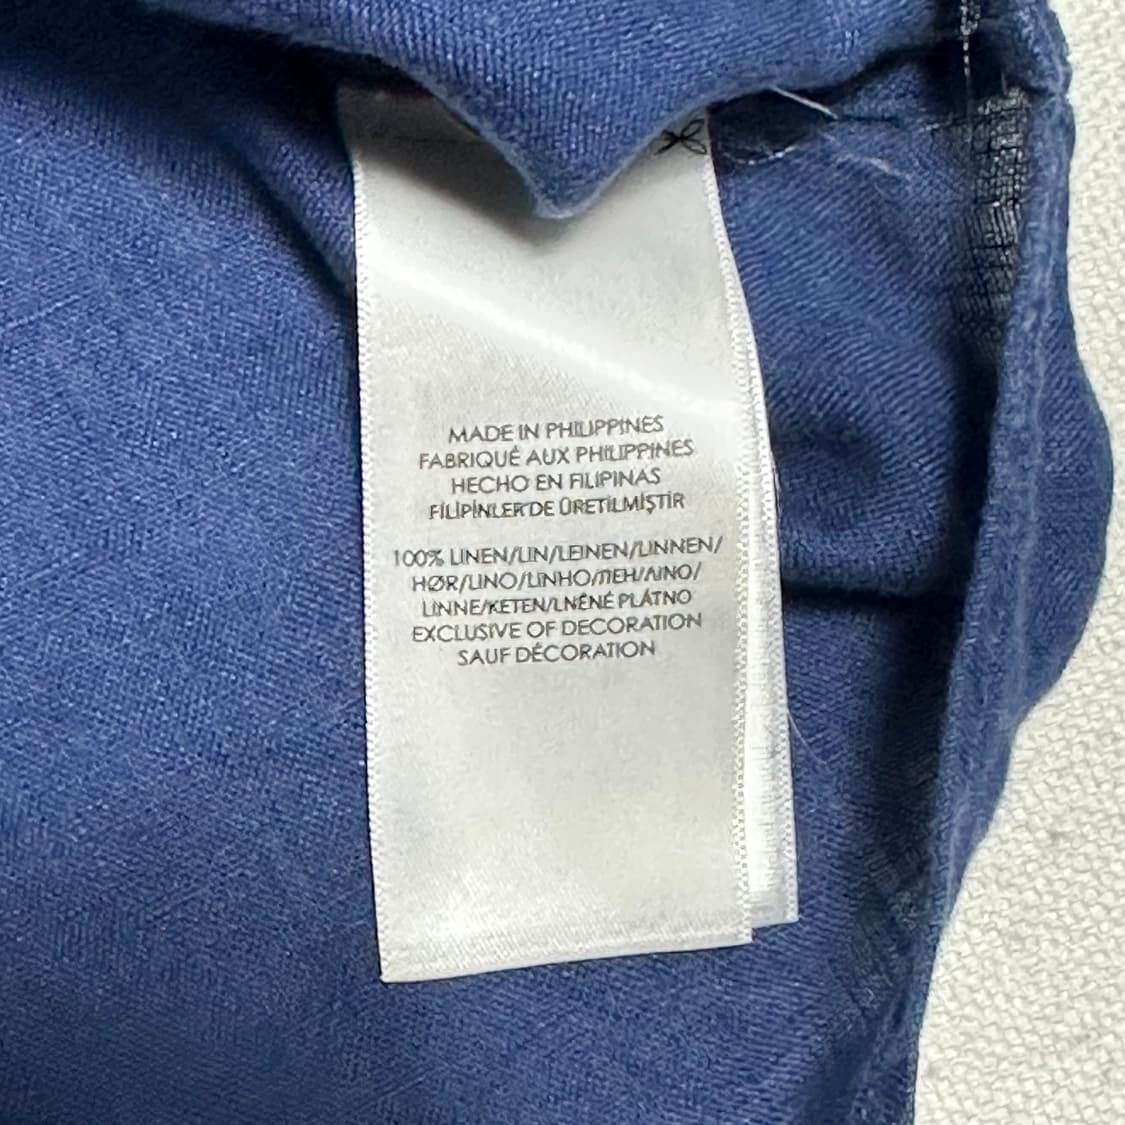 MADE IN PHILIPPINES
FABRIQUÉ AUX PHILIPPINES
HECHO EN FILIPINAS
FİLİPİNLER'DE ÜRETİLMİŞTİR
100% LINEN/LIN/LEINEN/LINNEN/
HØR/LINO/LINHO/ЛЕН/ΛΙΝΟ/
LINNE/KETEN/LNĚNÉ PLÁTNO
EXCLUSIVE OF DECORATION
SAUF DÉCORATION